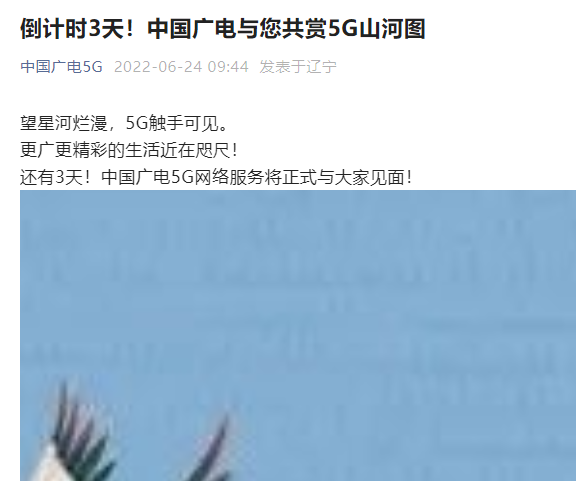 倒计时3天！中国广电与您共赏5G山河图
中国广电5G 2022-06-24 09:44 发表于辽宁
望星河烂漫，5G触手可见。
更广更精彩的生活近在咫尺！
还有3天！中国广电5G网络服务将正式与大家见面！